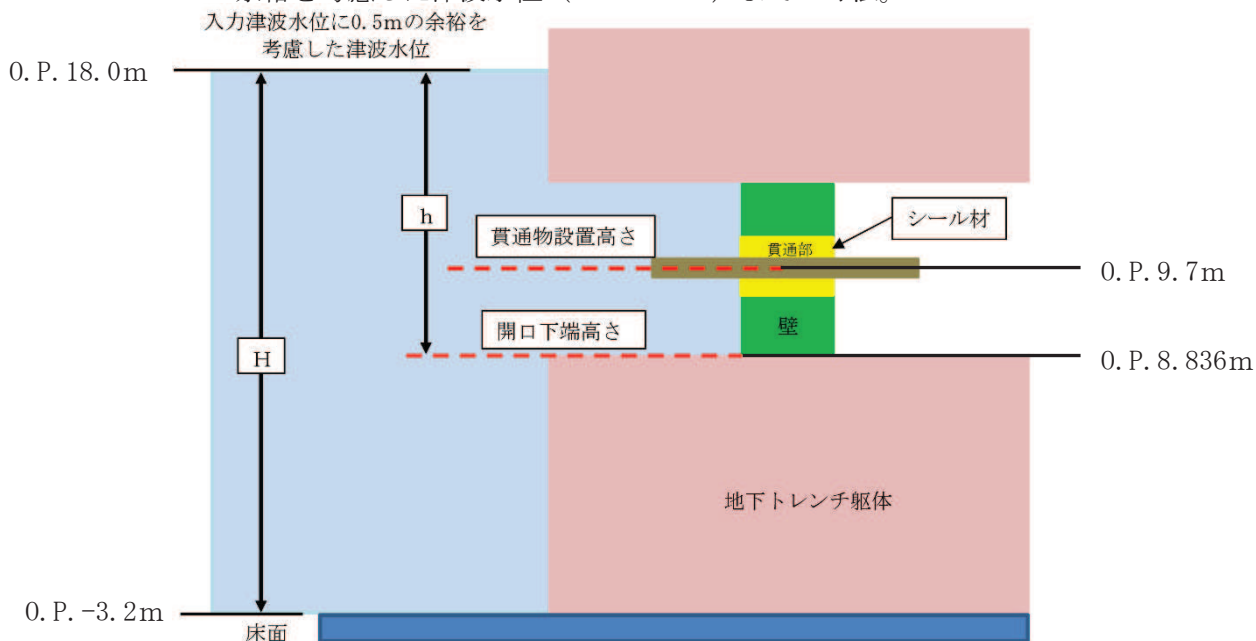 入力津波水位に0.5mの余裕を
考慮した津波水位
O.P.18.0m
h
シール材
貫通物設置高さ
貫通部
O.P.9.7m
開口下端高さ
壁
H
O.P.8.836m
地下トレンチ躯体
O.P.-3.2m
床面